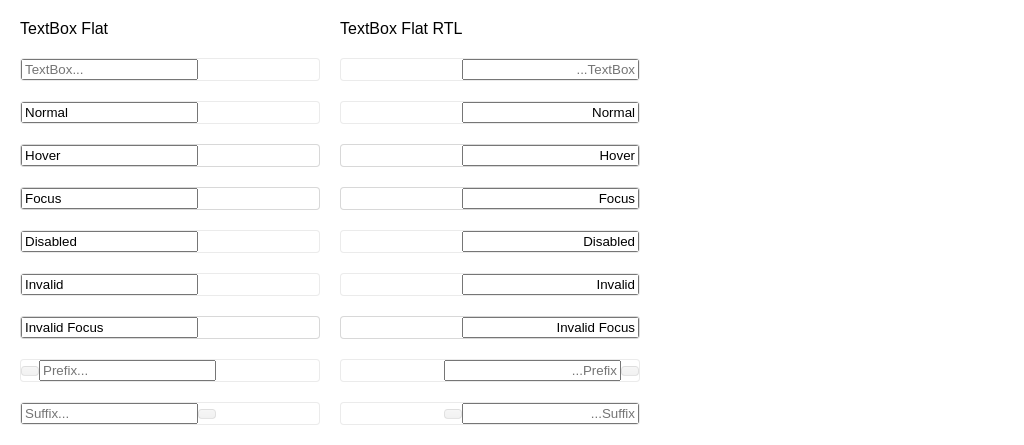 TextBox Flat
TextBox...
Normal
Hover
Focus
Disabled
Invalid
Invalid Focus
Prefix...
Suffix...
TextBox Flat RTL
...TextBox
Normal
Hover
Focus
Disabled
Invalid
Invalid Focus
...Prefix
...Suffix